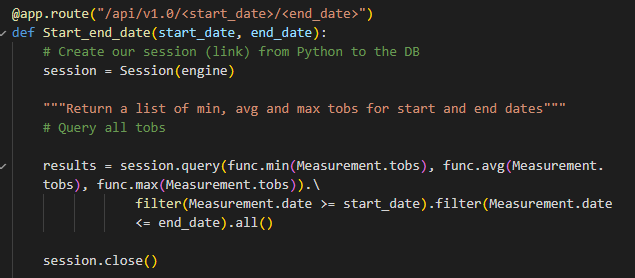 @app.route("/api/v1.0/<start_date>/<end_date>")
def Start_end_date(start_date, end_date):
# Create our session (link) from Python to the DB
session = Session(engine)
"""Return a list of min, avg and max tobs for start and end dates"""
# Query all tobs
results = session.query(func.min(Measurement.tobs), func.avg(Measurement.
tobs), func.max(Measurement.tobs)).\
filter(Measurement.date >= start_date).filter(Measurement.date
<= end_date).all()
session.close()